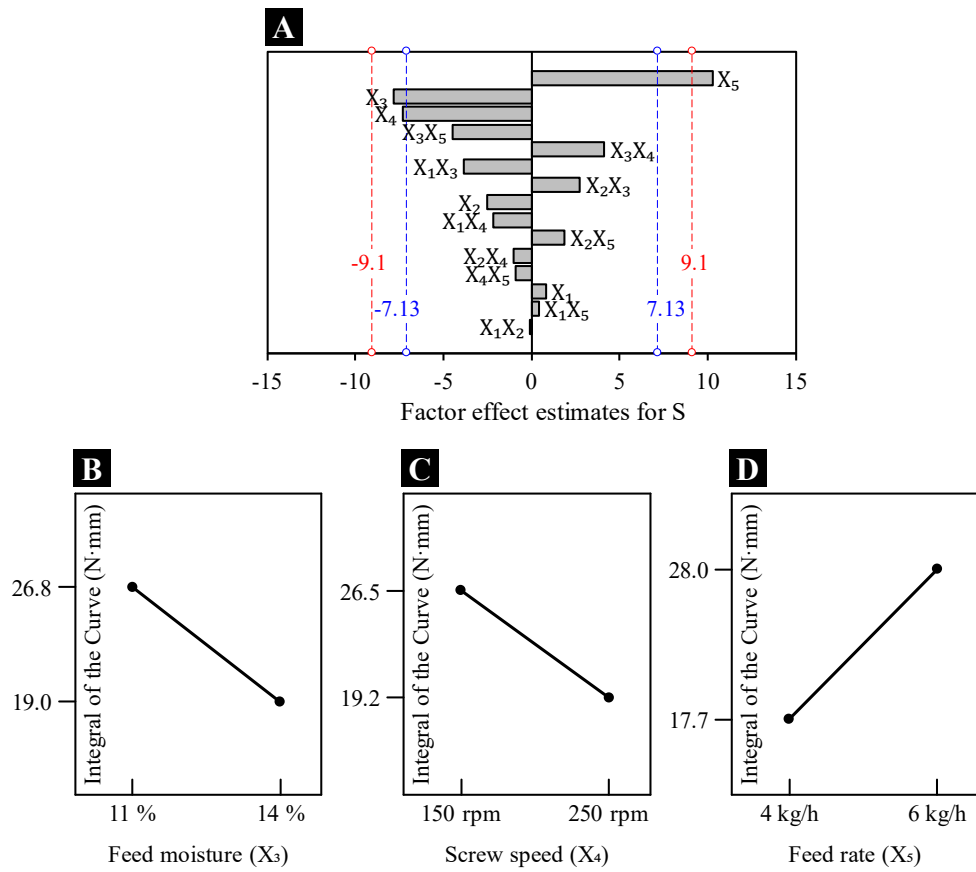 A
X₅
X₃
X₄
X₃X₅
X₃X₄
X₁X₃
X₂X₃
X₂
X₁X₄
X₂X₅
X₂X₄
-9.1
9.1
X₄X₅
X₁
-7.13
X₁X₅
7.13
X₁X₂
-15 -10 -5 0 5 10 15
Factor effect estimates for S
B
Integral of the Curve (N·mm)
26.8
19.0
11 % 14 %
Feed moisture (X₃)
C
Integral of the Curve (N·mm)
26.5
19.2
150 rpm 250 rpm
Screw speed (X₄)
D
Integral of the Curve (N·mm)
28.0
17.7
4 kg/h 6 kg/h
Feed rate (X₅)